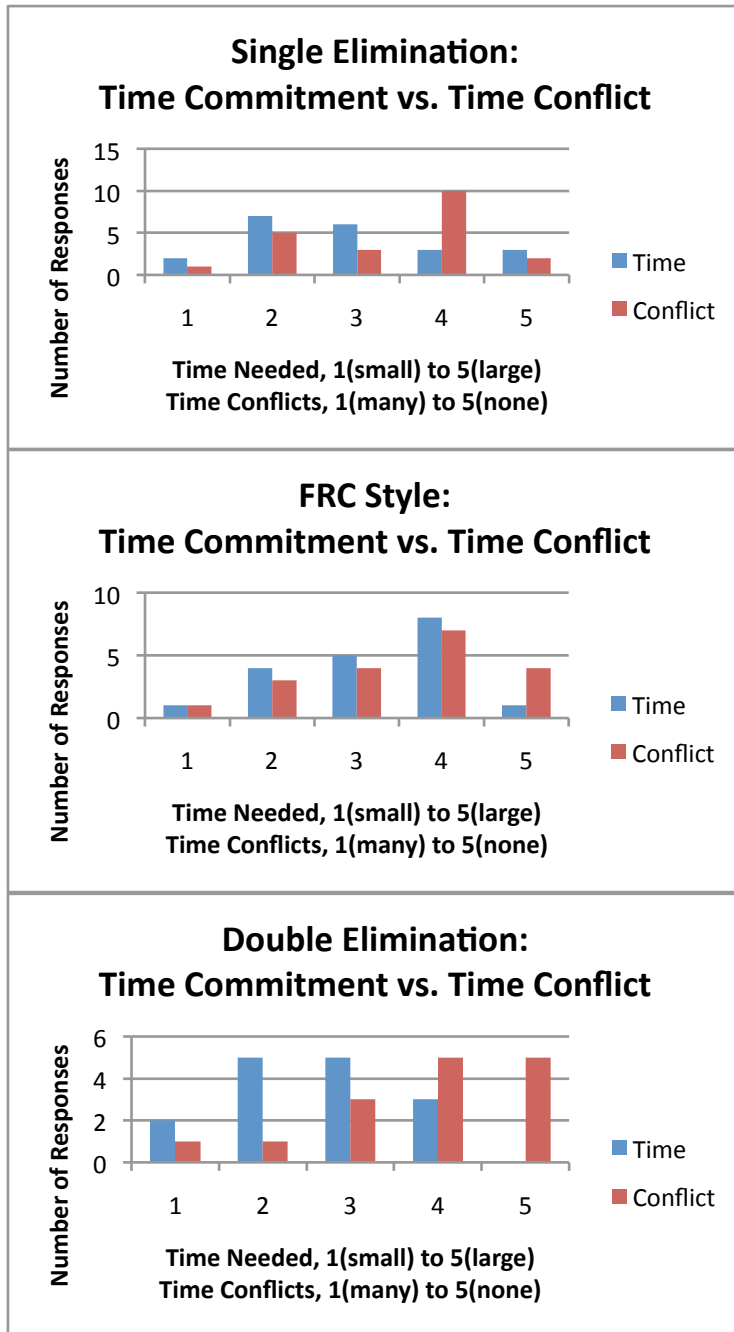 Single Elimination:
Time Commitment vs. Time Conflict
Number of Responses
15
10
5
0
1 2 3 4 5
Time
Conflict
Time Needed, 1(small) to 5(large)
Time Conflicts, 1(many) to 5(none)
FRC Style:
Time Commitment vs. Time Conflict
Number of Responses
10
5
0
1 2 3 4 5
Time
Conflict
Time Needed, 1(small) to 5(large)
Time Conflicts, 1(many) to 5(none)
Double Elimination:
Time Commitment vs. Time Conflict
Number of Responses
6
4
2
0
1 2 3 4 5
Time
Conflict
Time Needed, 1(small) to 5(large)
Time Conflicts, 1(many) to 5(none)